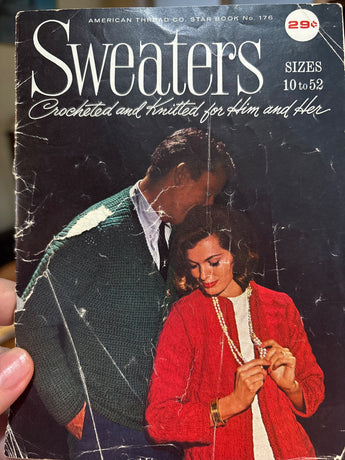 AMERICAN THREAD CO. STAR BOOK No. 176
29¢
Sweaters
SIZES
10 to 52
Crocheted and Knitted for Him and Her